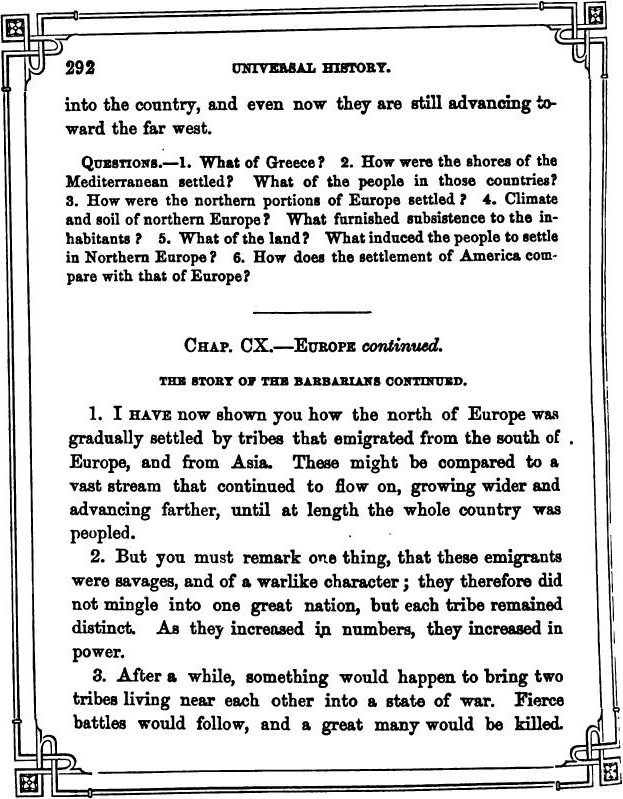 292 UNIVERSAL HISTORY.
into the country, and even now they are still advancing to-
ward the far west.
QUESTIONS.—1. What of Greece? 2. How were the shores of the
Mediterranean settled? What of the people in those countries?
3. How were the northern portions of Europe settled? 4. Climate
and soil of northern Europe? What furnished subsistence to the in-
habitants? 5. What of the land? What induced the people to settle
in Northern Europe? 6. How does the settlement of America com-
pare with that of Europe?
CHAP. CX.—EUROPE continued.
THE STORY OF THE BARBARIANS CONTINUED.
1. I HAVE now shown you how the north of Europe was
gradually settled by tribes that emigrated from the south of
Europe, and from Asia. These might be compared to a
vast stream that continued to flow on, growing wider and
advancing farther, until at length the whole country was
peopled.
2. But you must remark one thing, that these emigrants
were savages, and of a warlike character; they therefore did
not mingle into one great nation, but each tribe remained
distinct. As they increased in numbers, they increased in
power.
3. After a while, something would happen to bring two
tribes living near each other into a state of war. Fierce
battles would follow, and a great many would be killed.